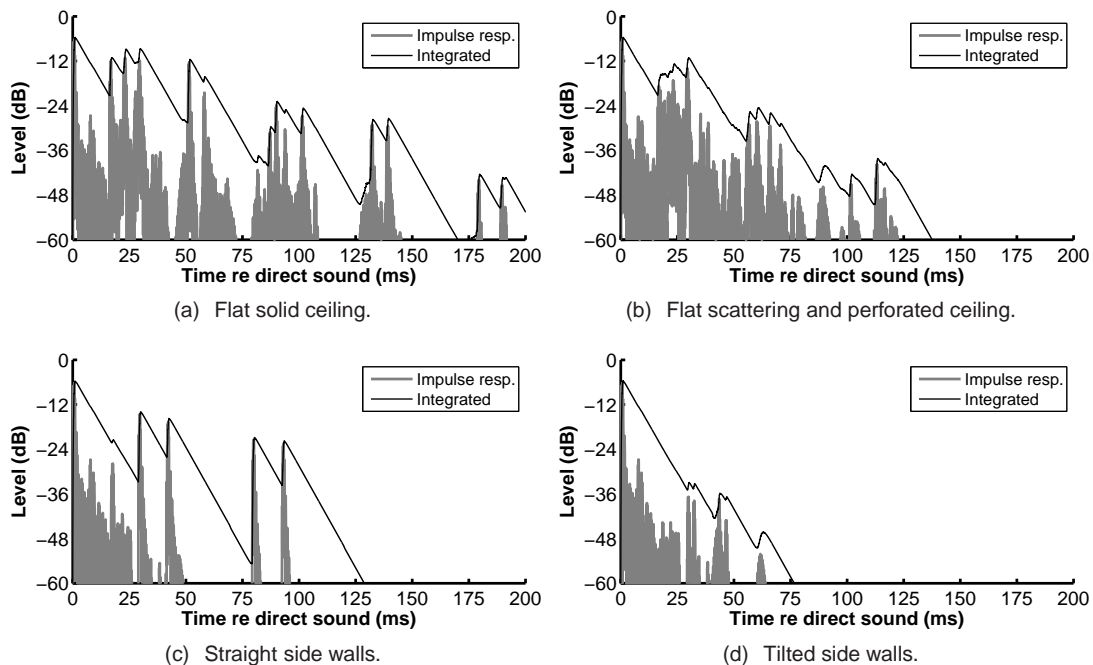 0
−12
−24
−36
−48
−60
Level (dB)
0 25 50 75 100 125 150 175 200
Time re direct sound (ms)
Impulse resp.
Integrated
(a) Flat solid ceiling.
0
−12
−24
−36
−48
−60
Level (dB)
0 25 50 75 100 125 150 175 200
Time re direct sound (ms)
Impulse resp.
Integrated
(b) Flat scattering and perforated ceiling.
0
−12
−24
−36
−48
−60
Level (dB)
0 25 50 75 100 125 150 175 200
Time re direct sound (ms)
Impulse resp.
Integrated
(c) Straight side walls.
0
−12
−24
−36
−48
−60
Level (dB)
0 25 50 75 100 125 150 175 200
Time re direct sound (ms)
Impulse resp.
Integrated
(d) Tilted side walls.